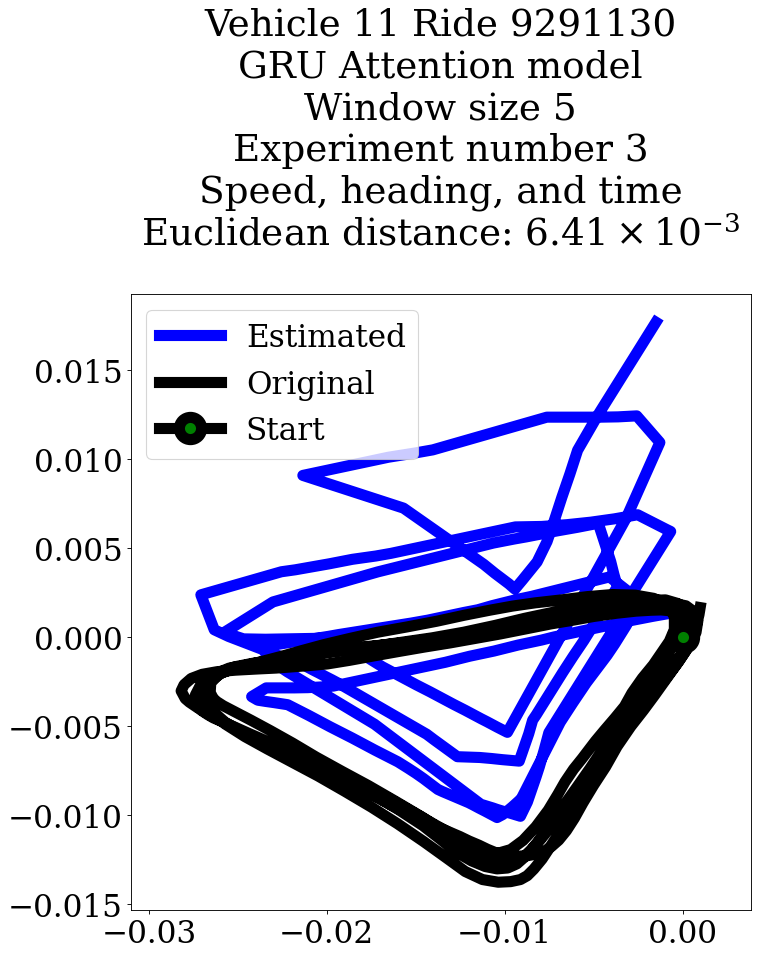 Vehicle 11 Ride 9291130
GRU Attention model
Window size 5
Experiment number 3
Speed, heading, and time
Euclidean distance: 6.41 × 10⁻³
Estimated
Original
Start
0.015
0.010
0.005
0.000
−0.005
−0.010
−0.015
−0.03 −0.02 −0.01 0.00